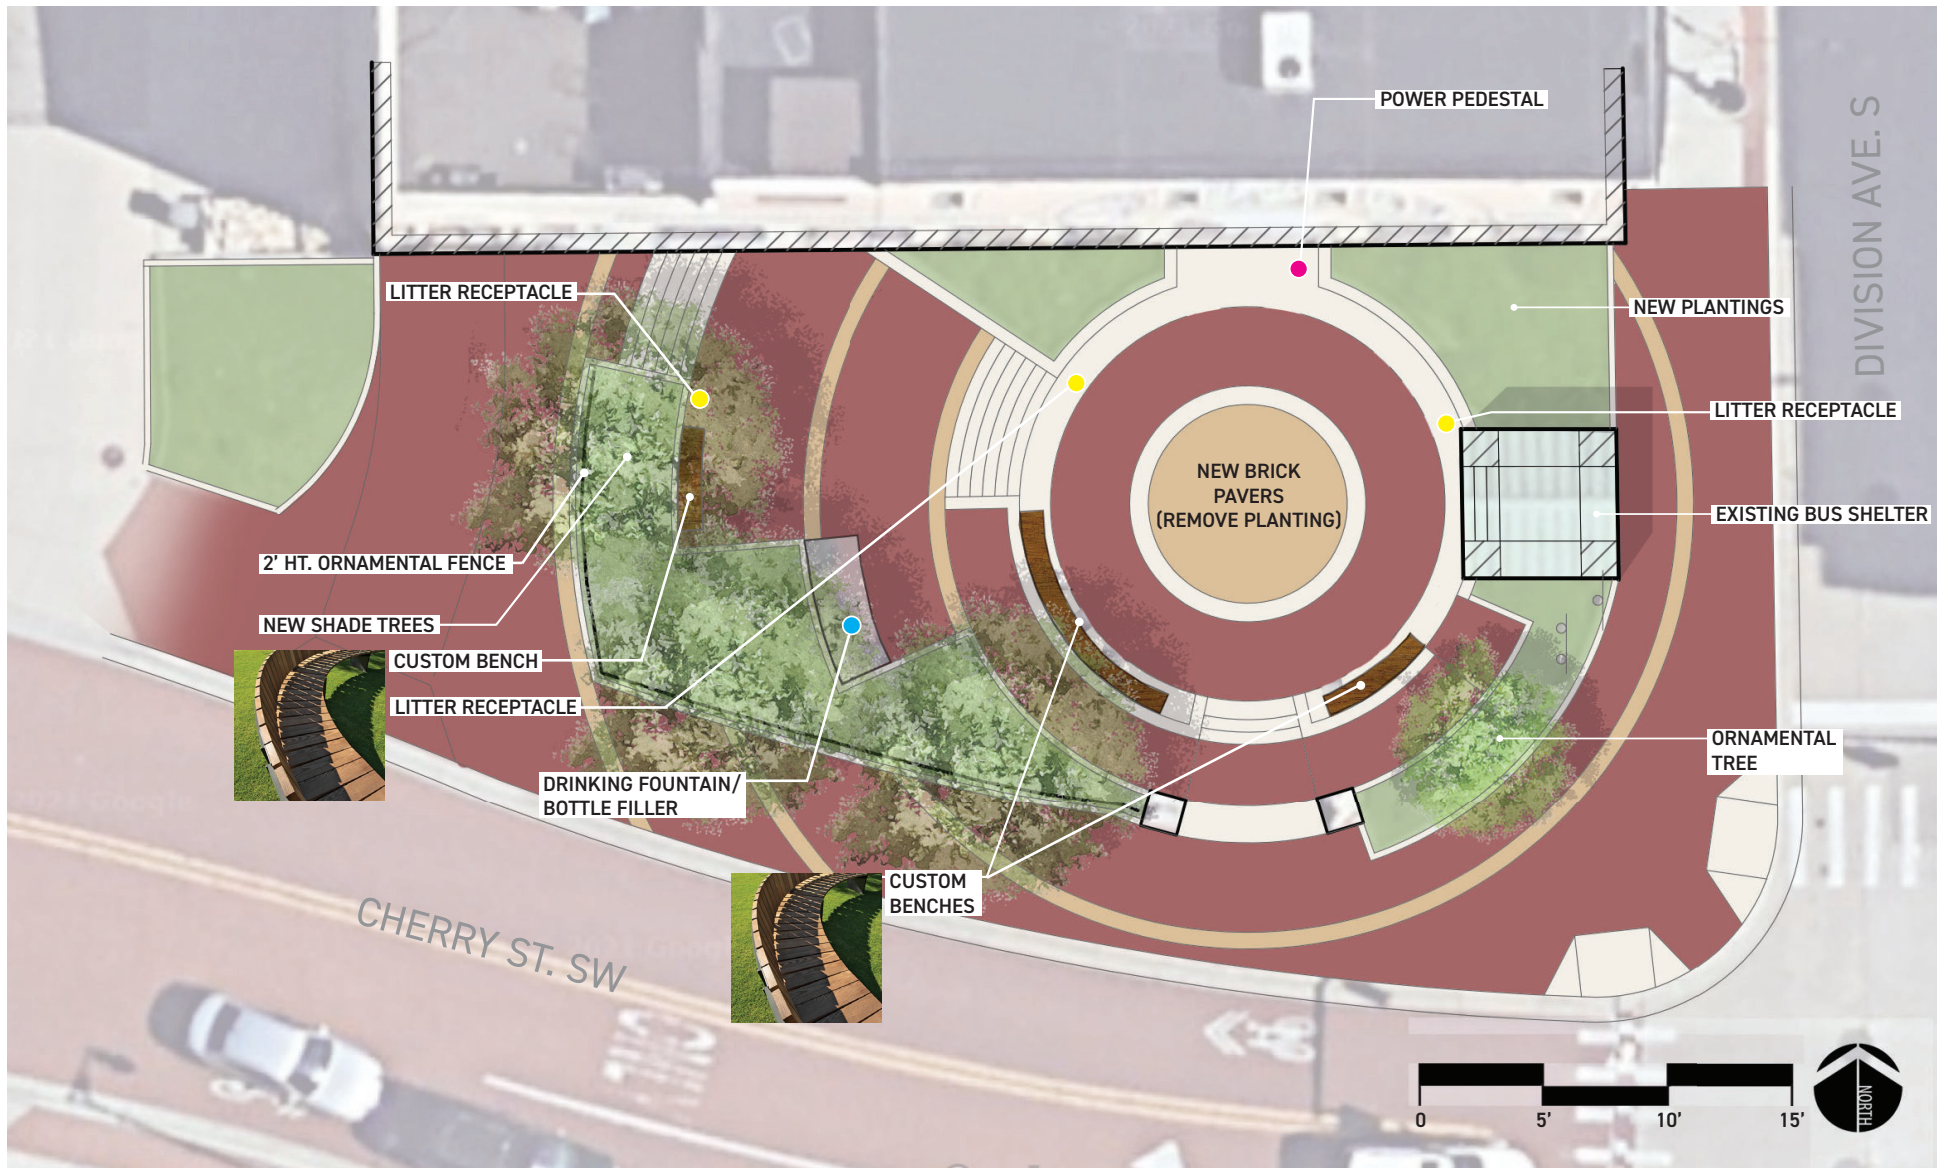 POWER PEDESTAL
DIVISION AVE. S
LITTER RECEPTACLE
NEW PLANTINGS
LITTER RECEPTACLE
NEW BRICK
PAVERS
(REMOVE PLANTING)
EXISTING BUS SHELTER
2' HT. ORNAMENTAL FENCE
NEW SHADE TREES
CUSTOM BENCH
LITTER RECEPTACLE
ORNAMENTAL
TREE
DRINKING FOUNTAIN/
BOTTLE FILLER
CUSTOM
BENCHES
CHERRY ST. SW
0 5' 10' 15'
NORTH